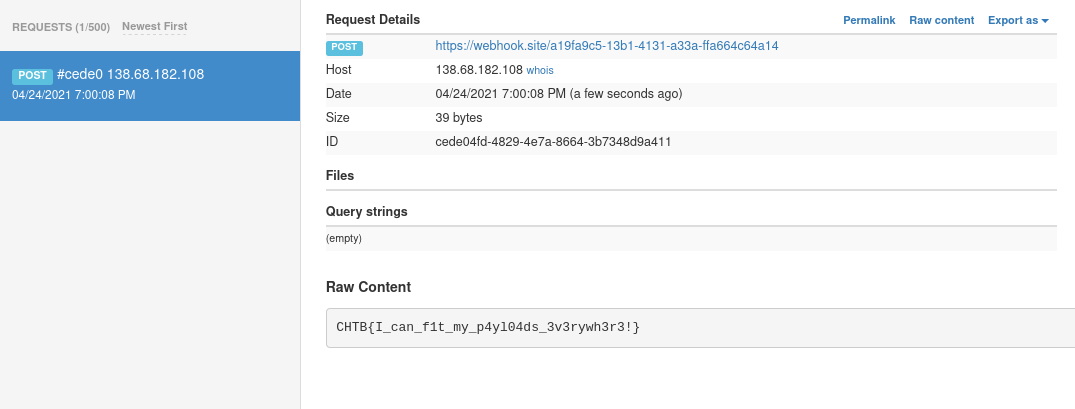 REQUESTS (1/500) Newest First
POST #cede0 138.68.182.108
04/24/2021 7:00:08 PM
Request Details Permalink Raw content Export as
POST https://webhook.site/a19fa9c5-13b1-4131-a33a-ffa664c64a14
Host 138.68.182.108 whois
Date 04/24/2021 7:00:08 PM (a few seconds ago)
Size 39 bytes
ID cede04fd-4829-4e7a-8664-3b7348d9a411
Files
Query strings
(empty)
Raw Content
CHTB{I_can_f1t_my_p4yl04ds_3v3rywh3r3!}